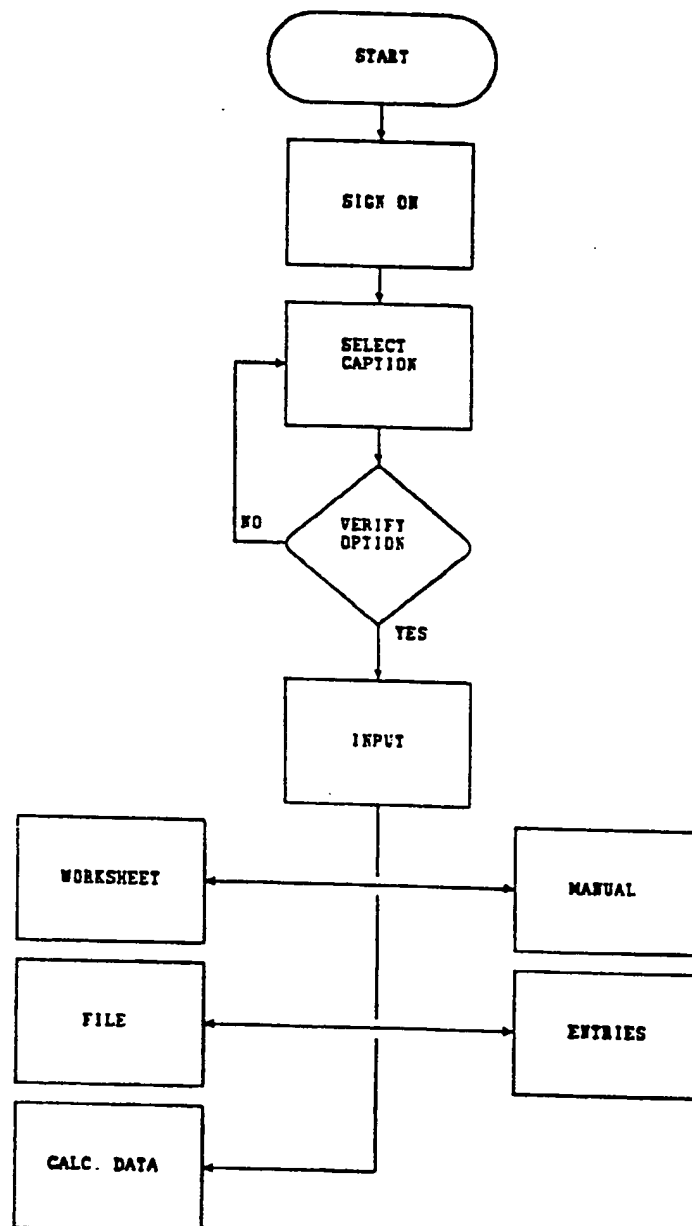 START
SIGN ON
SELECT
CAPTION
NO
VERIFY
OPTION
YES
INPUT
WORKSHEET
MANUAL
FILE
ENTRIES
CALC. DATA